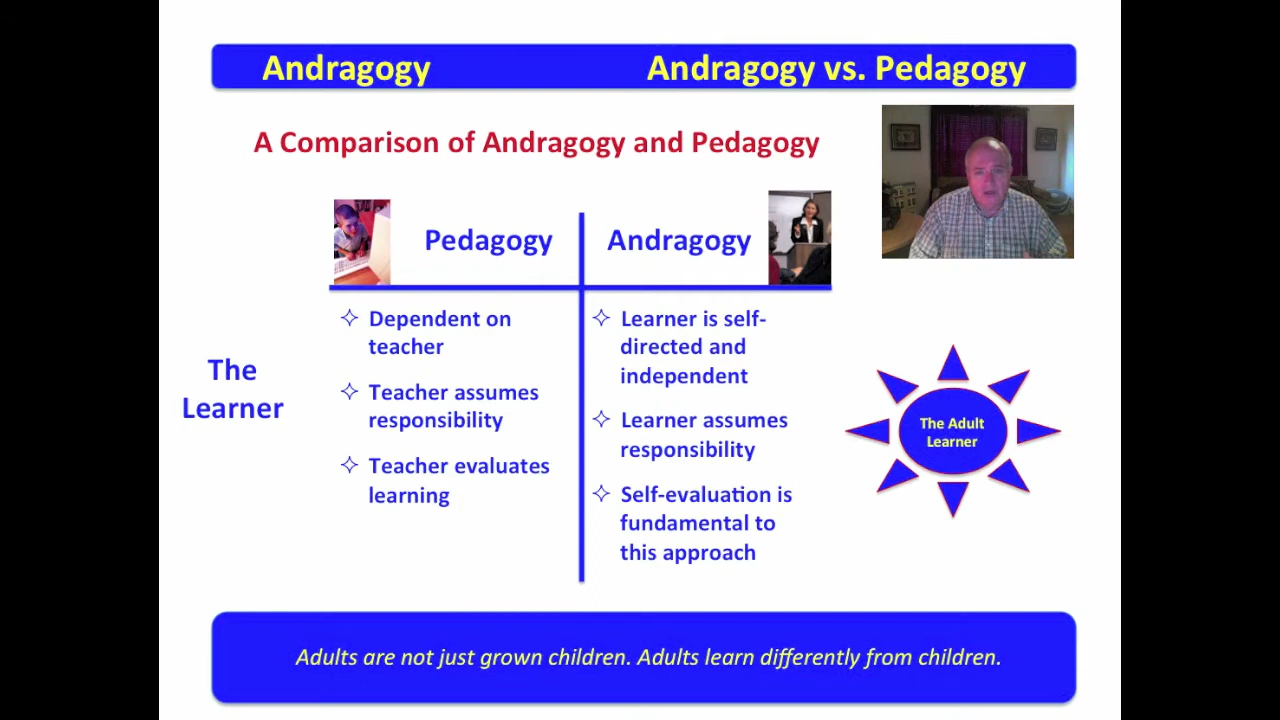 Andragogy
Andragogy vs. Pedagogy
A Comparison of Andragogy and Pedagogy
Pedagogy
Andragogy
The
Learner
Dependent on
teacher
Teacher assumes
responsibility
Teacher evaluates
learning
Learner is self-
directed and
independent
Learner assumes
responsibility
Self-evaluation is
fundamental to
this approach
The Adult
Learner
Adults are not just grown children. Adults learn differently from children.